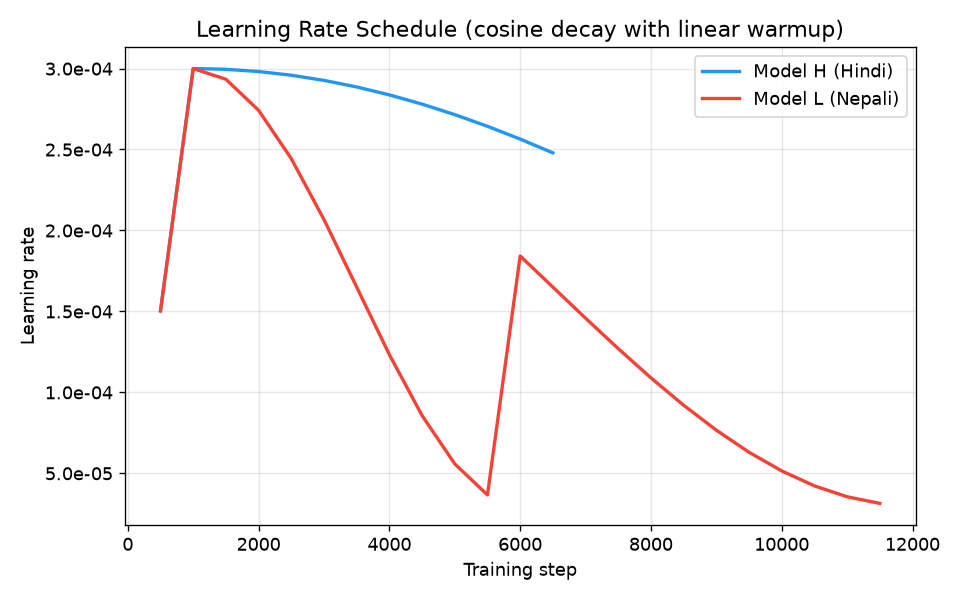 Learning Rate Schedule (cosine decay with linear warmup)
Model H (Hindi)
Model L (Nepali)
3.0e-04
2.5e-04
2.0e-04
1.5e-04
1.0e-04
5.0e-05
Learning rate
0 2000 4000 6000 8000 10000 12000
Training step